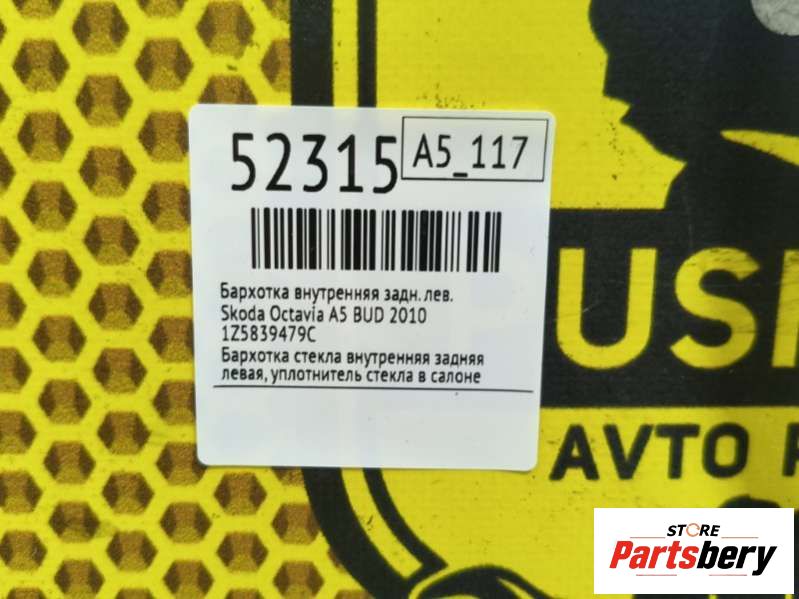 52315
A5_117
Бархотка внутренняя задн. лев.
Skoda Octavia A5 BUD 2010
1Z5839479C
Бархотка стекла внутренняя задняя
левая, уплотнитель стекла в салоне
AVTO
STORE
Partsbery